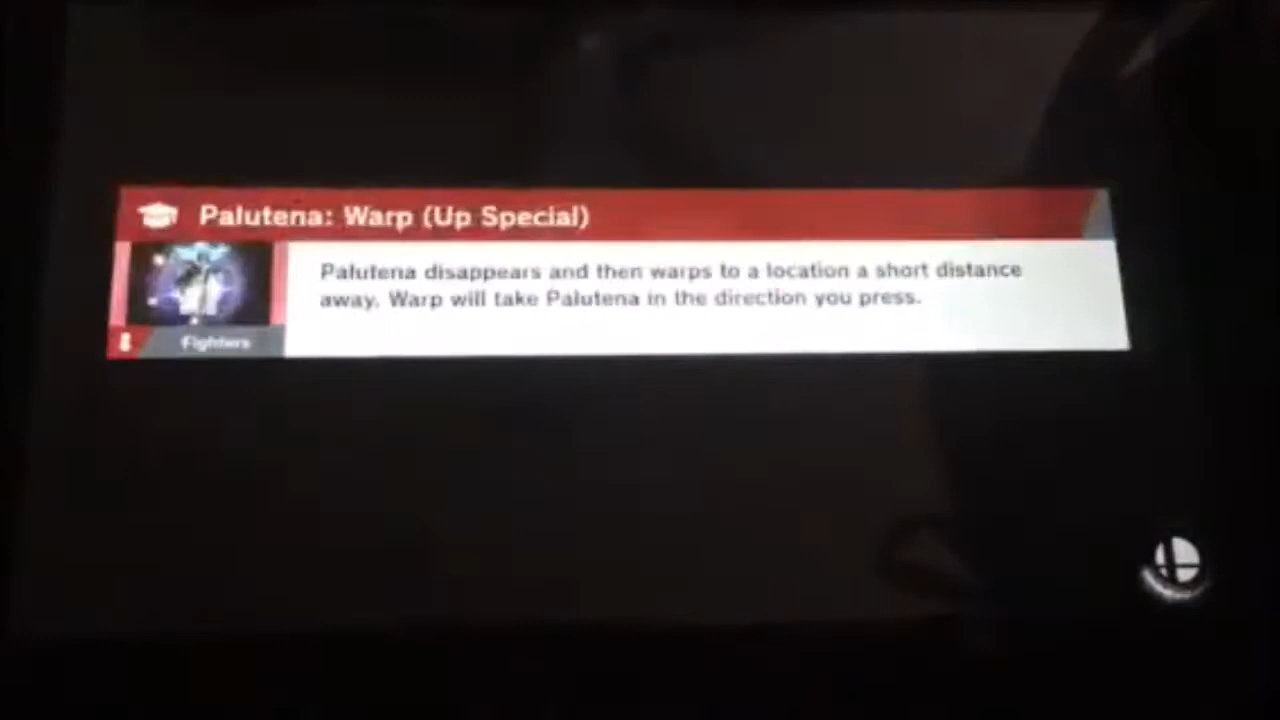 Palutena: Warp (Up Special)
Palutena disappears and then warps to a location a short distance
away. Warp will take Palutena in the direction you press.
Fighters